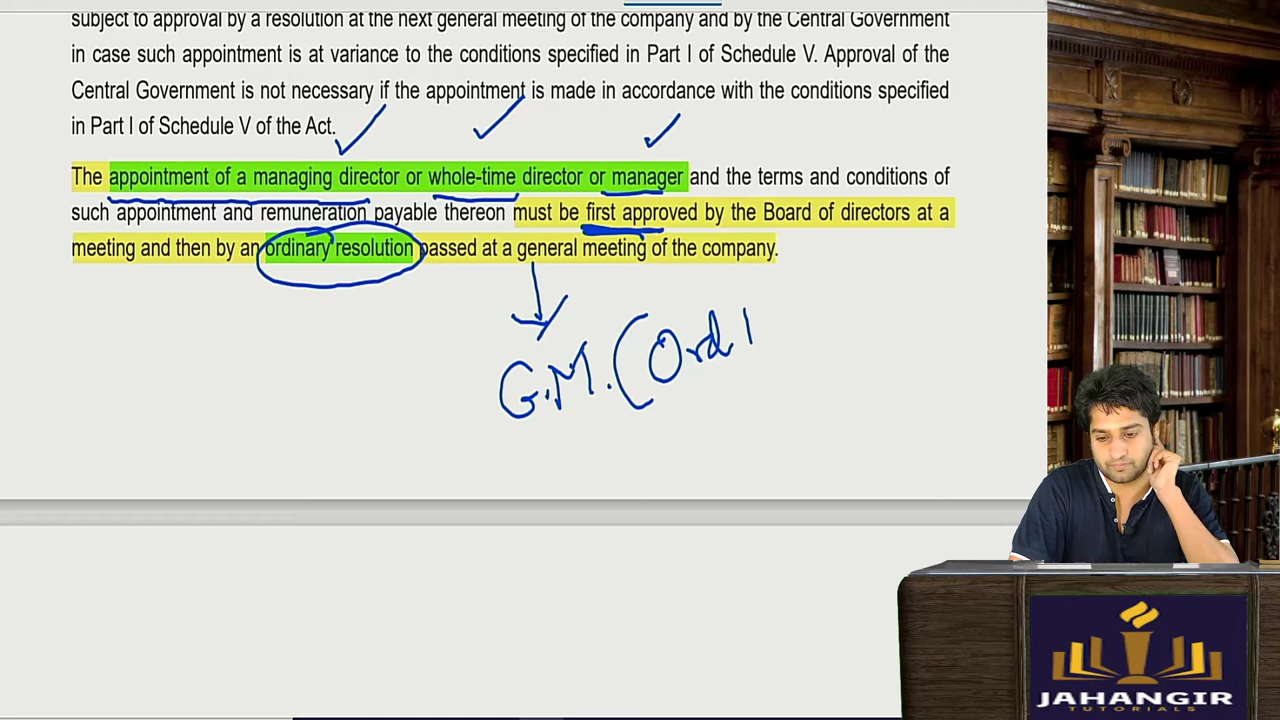 subject to approval by a resolution at the next general meeting of the company and by the Central Government
in case such appointment is at variance to the conditions specified in Part I of Schedule V. Approval of the
Central Government is not necessary if the appointment is made in accordance with the conditions specified
in Part I of Schedule V of the Act.
The appointment of a managing director or whole-time director or manager and the terms and conditions of
such appointment and remuneration payable thereon must be first approved by the Board of directors at a
meeting and then by an ordinary resolution passed at a general meeting of the company.
G.M. (Ord
JAHANGIR
TUTORIALS